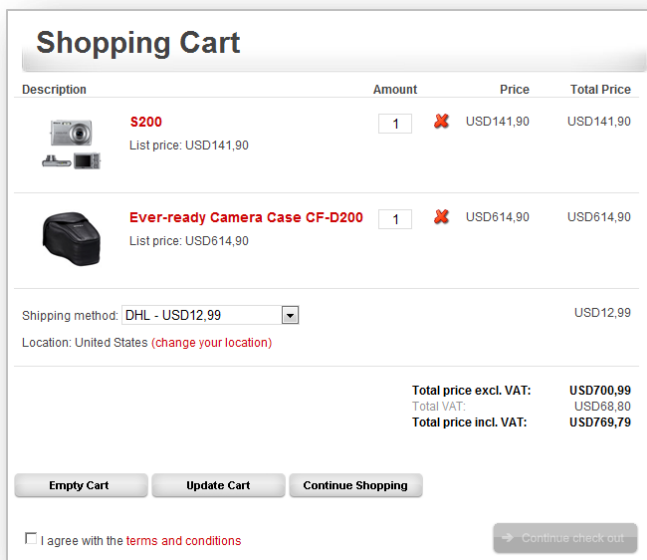 Shopping Cart
Description Amount Price Total Price
S200 1 USD141,90 USD141,90
List price: USD141,90
Ever-ready Camera Case CF-D200 1 USD614,90 USD614,90
List price: USD614,90
Shipping method: DHL - USD12,99 USD12,99
Location: United States (change your location)
Total price excl. VAT: USD700,99
Total VAT: USD68,80
Total price incl. VAT: USD769,79
Empty Cart Update Cart Continue Shopping
I agree with the terms and conditions
Continue check out